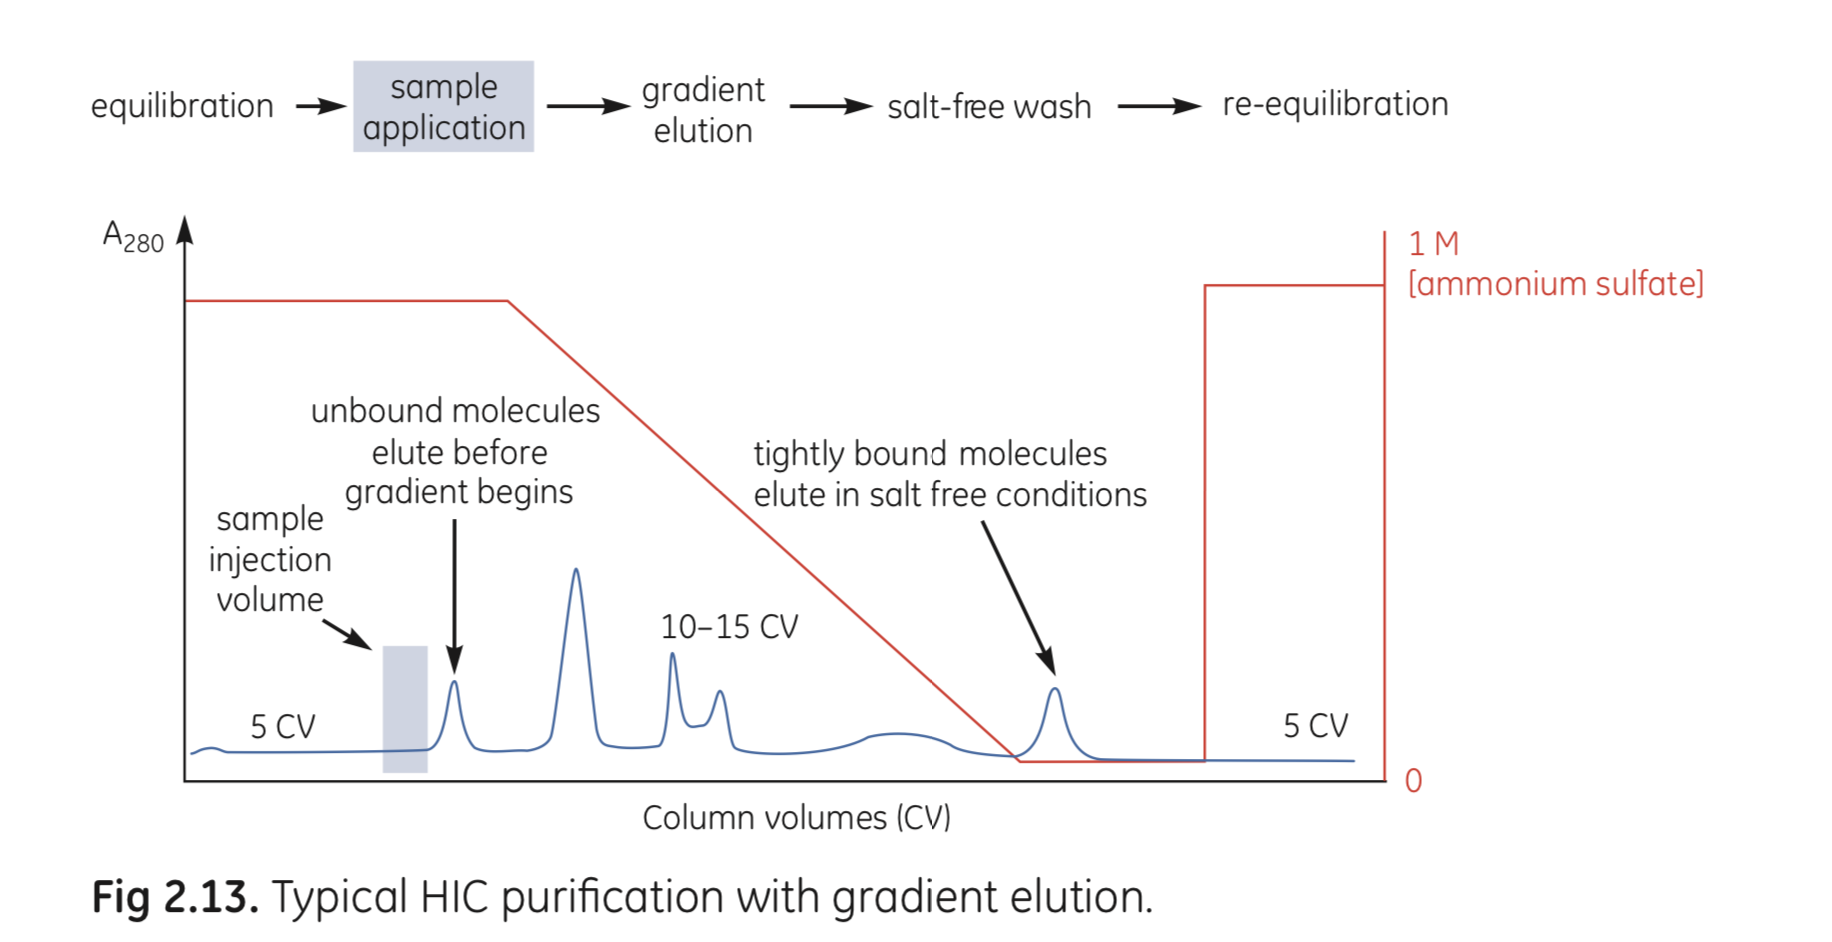 equilibration
sample
application
gradient
elution
salt-free wash
re-equilibration
A280
1 M
[ammonium sulfate]
unbound molecules
elute before
gradient begins
tightly bound molecules
elute in salt free conditions
sample
injection
volume
10–15 CV
5 CV
5 CV
0
Column volumes (CV)
Fig 2.13. Typical HIC purification with gradient elution.